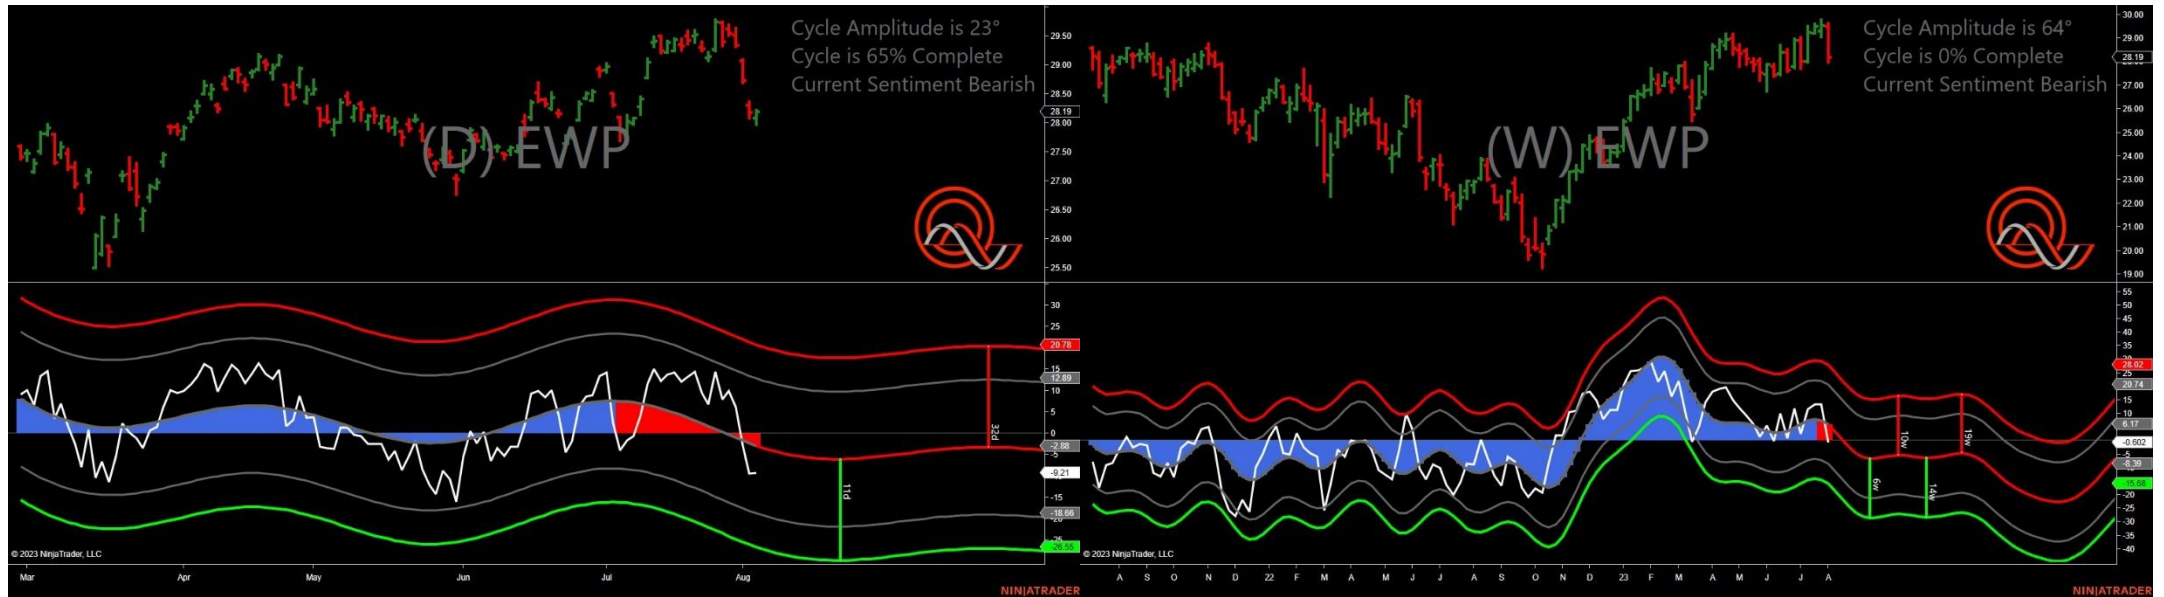 Cycle Amplitude is 23°
Cycle is 65% Complete
Current Sentiment Bearish
(D) EWP
29.50
29.00
28.50
28.19
28.00
27.50
27.00
26.50
26.00
25.50
30
25
20.78
15
12.89
10
5
0
-2.88
-5
-9.21
-15
-18.66
-26.55
32d
11d
© 2023 NinjaTrader, LLC
Mar Apr May Jun Jul Aug
NINJATRADER
Cycle Amplitude is 64°
Cycle is 0% Complete
Current Sentiment Bearish
(W) EWP
30.00
29.00
28.19
27.00
26.00
25.00
24.00
23.00
22.00
21.00
20.00
19.00
55
50
45
40
35
28.02
25
20.74
15
10
6.17
-0.602
-5
-8.39
-15.68
-20
-25
-30
-35
-40
10w
19w
6w
14w
© 2023 NinjaTrader, LLC
A S O N D 22 F M A M J J A S O N D 23 F M A M J J A
NINJATRADER